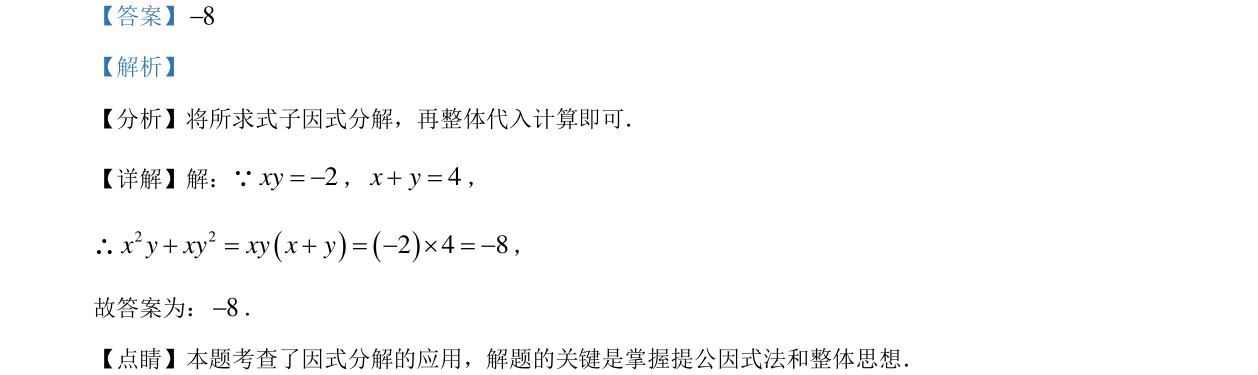 【答案】−8
【解析】
【分析】将所求式子因式分解，再整体代入计算即可．
【详解】解：∵xy=−2，x+y=4，
∴x²y+xy²=xy(x+y)=(−2)×4=−8，
故答案为：−8．
【点睛】本题考查了因式分解的应用，解题的关键是掌握提公因式法和整体思想．